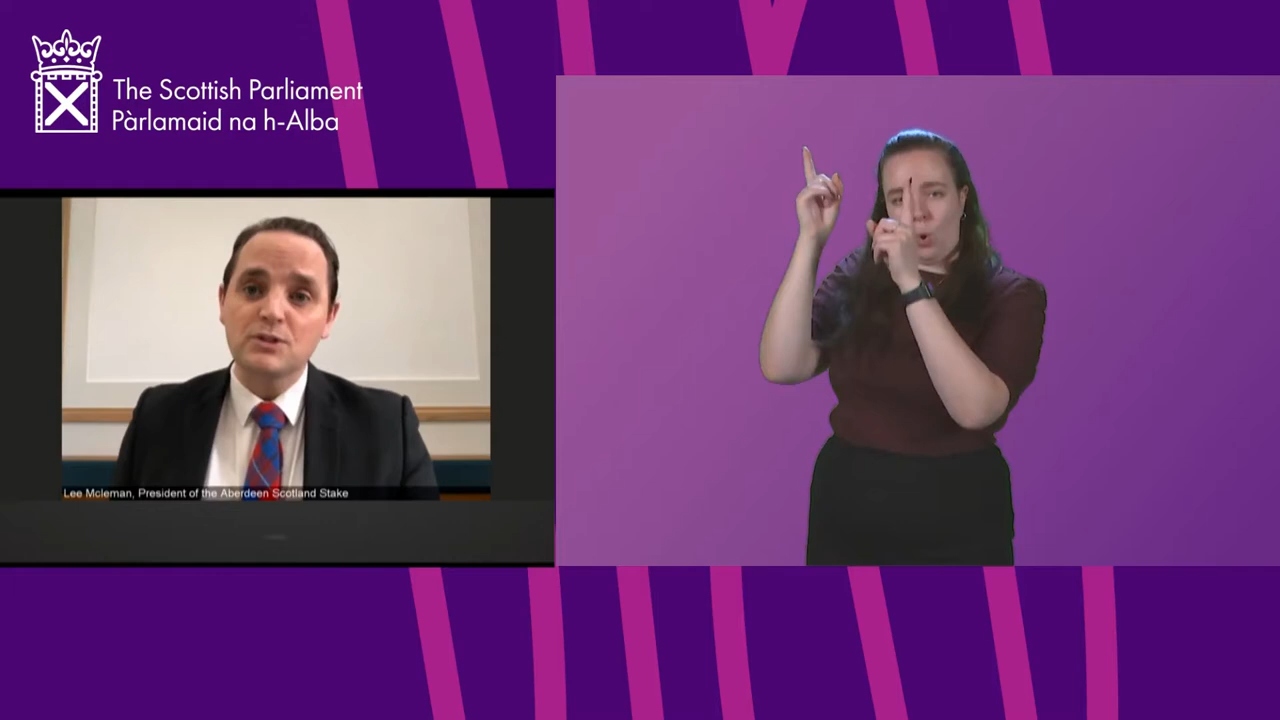 The Scottish Parliament
Pàrlamaid na h-Alba
Lee Mcleman, President of the Aberdeen Scotland Stake